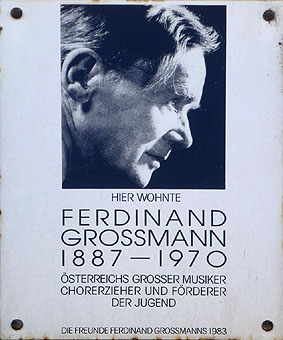 HIER WOHNTE
FERDINAND
GROSSMANN
1887–1970
ÖSTERREICHS GROSSER MUSIKER
CHORERZIEHER UND FÖRDERER
DER JUGEND
DIE FREUNDE FERDINAND GROSSMANNS 1983